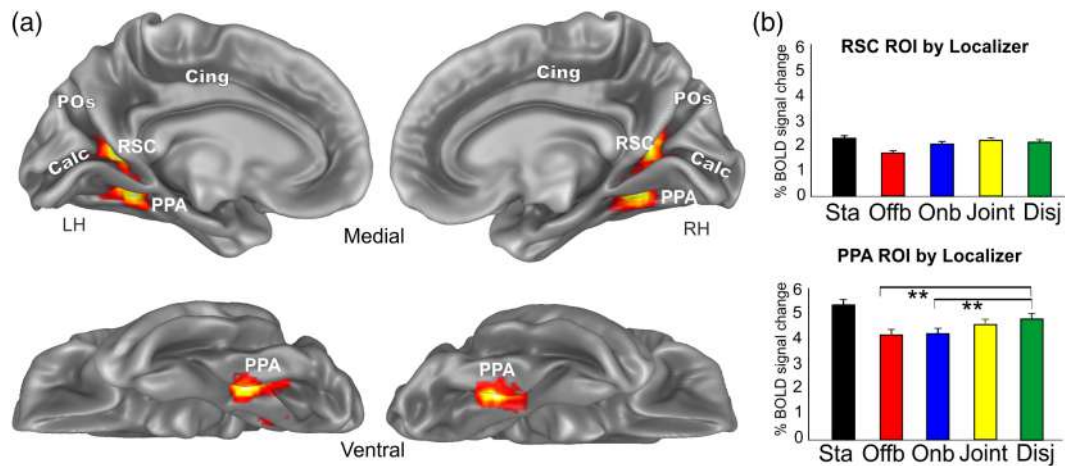 (a)
Cing
POs
RSC
Calc
PPA
LH
Cing
POs
RSC
Calc
PPA
RH
Medial
PPA
PPA
Ventral
(b)
RSC ROI by Localizer
% BOLD signal change
6
5
4
3
2
1
0
Sta Offb Onb Joint Disj
PPA ROI by Localizer
% BOLD signal change
6
5
4
3
2
1
0
**
**
Sta Offb Onb Joint Disj